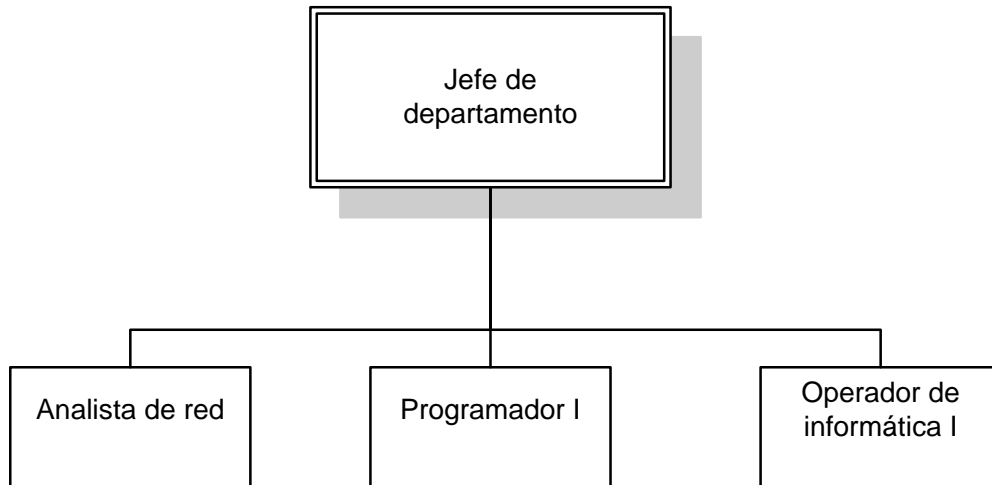 Jefe de
departamento
Analista de red
Programador I
Operador de
informática I